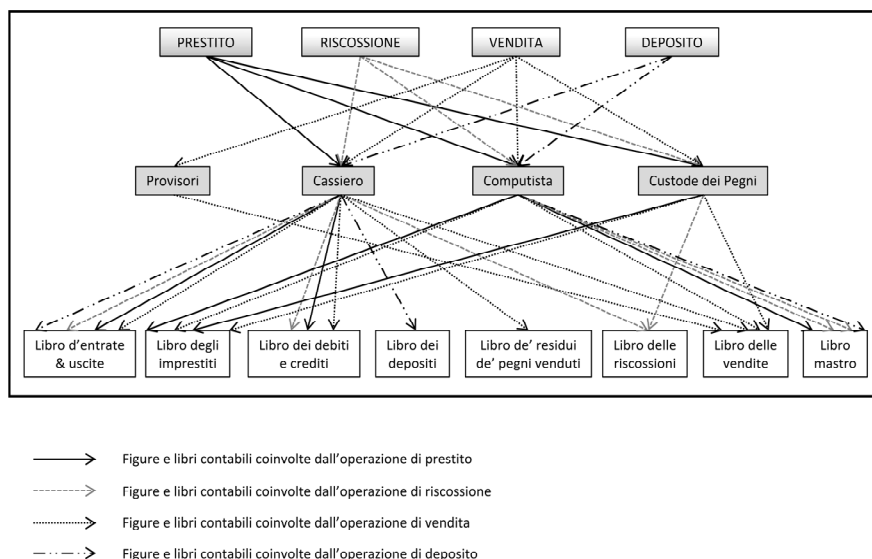 PRESTITO RISCOSSIONE VENDITA DEPOSITO
Provisori Cassiero Computista Custode dei Pegni
Libro d'entrate
& uscite
Libro degli
imprestiti
Libro dei debiti
e crediti
Libro dei
depositi
Libro de' residui
de' pegni venduti
Libro delle
riscossioni
Libro delle
vendite
Libro
mastro
Figure e libri contabili coinvolte dall'operazione di prestito
Figure e libri contabili coinvolte dall'operazione di riscossione
Figure e libri contabili coinvolte dall'operazione di vendita
Figure e libri contabili coinvolte dall'operazione di deposito